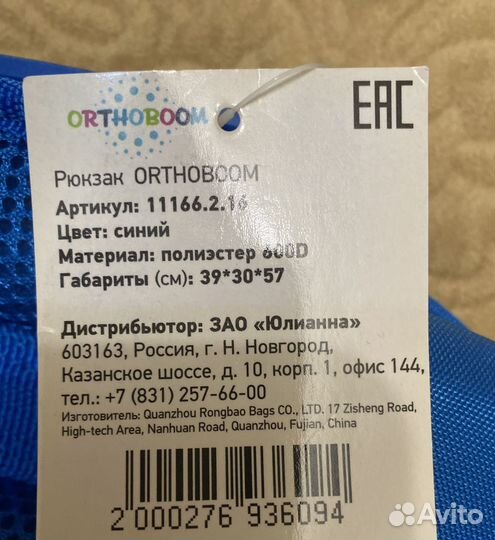 ORTHOBOOM
EAC
Рюкзак ORTHOBOOM
Артикул: 11166.2.16
Цвет: синий
Материал: полиэстер 600D
Габариты (см): 39*30*57
Дистрибьютор: ЗАО «Юлианна»
603163, Россия, г. Н. Новгород,
Казанское шоссе, д. 10, корп. 1, офис 144,
тел.: +7 (831) 257-66-00
Изготовитель: Quanzhou Rongbao Bags CO., LTD. 17 Zisheng Road,
High-tech Area, Nanhuan Road, Quanzhou, Fujian, China
2 000276 936094
Avito